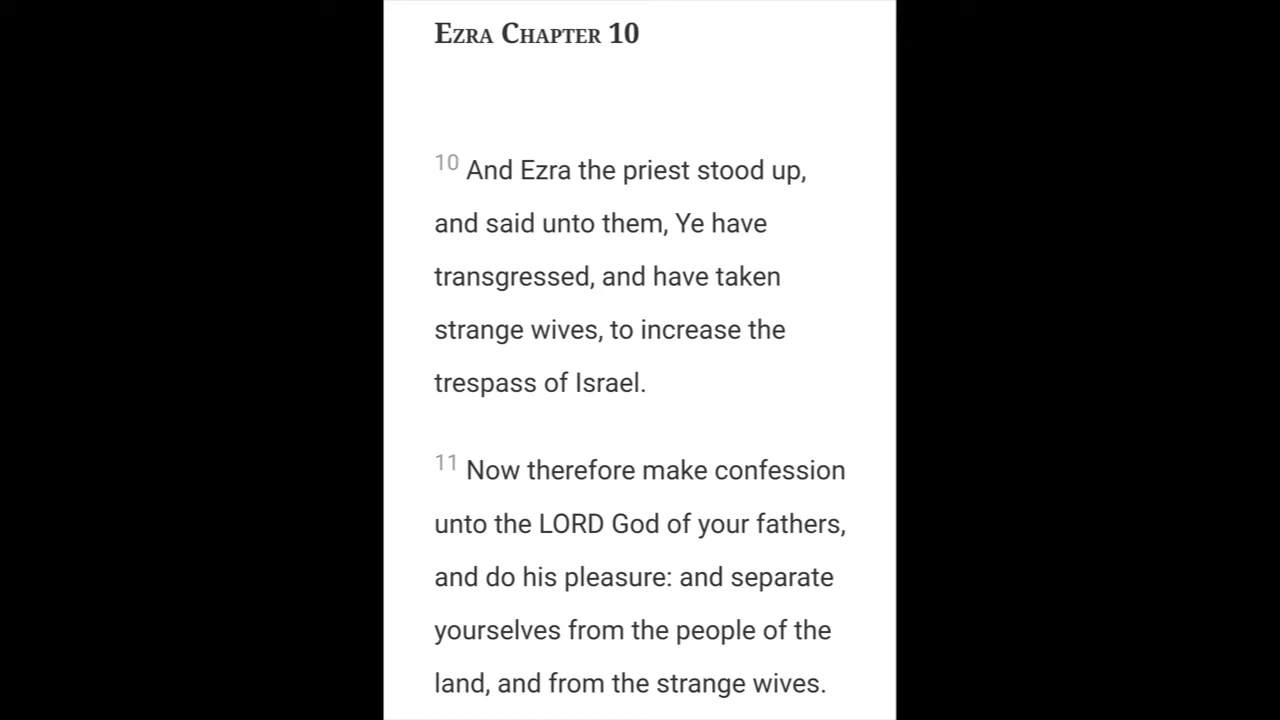 Ezra Chapter 10
10 And Ezra the priest stood up,
and said unto them, Ye have
transgressed, and have taken
strange wives, to increase the
trespass of Israel.
11 Now therefore make confession
unto the LORD God of your fathers,
and do his pleasure: and separate
yourselves from the people of the
land, and from the strange wives.